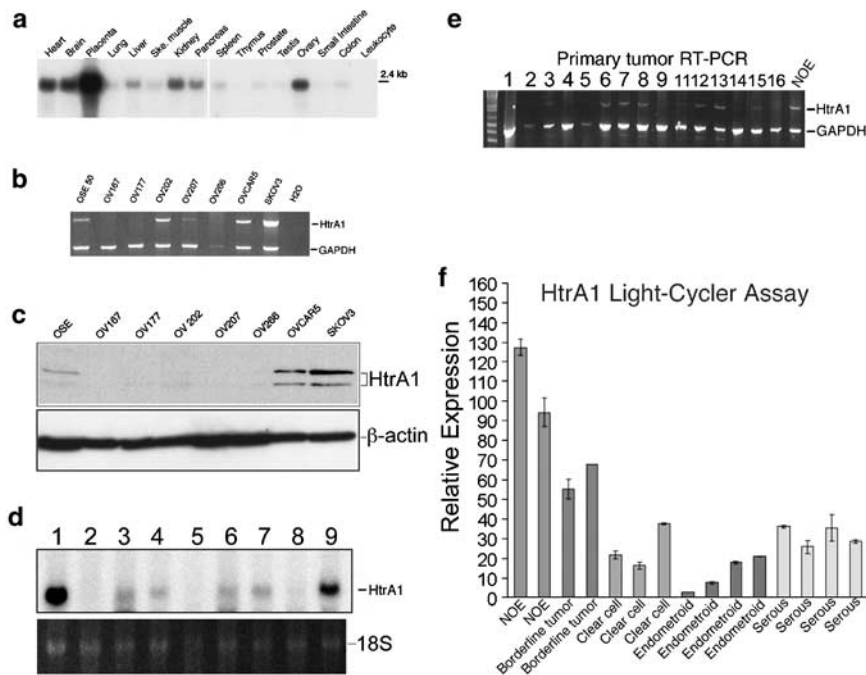 a
Heart Brain Placenta Lung Liver Ske. muscle Kidney Pancreas Spleen Thymus Prostate Testis Ovary Small Intestine Colon Leukocyte
2.4 kb
b
OSE 50 OV167 OV177 OV202 OV207 OV266 OVCAR5 SKOV3 H2O
HtrA1
GAPDH
c
OSE OV167 OV177 OV 202 OV207 OV266 OVCAR5 SKOV3
HtrA1
β-actin
d
1 2 3 4 5 6 7 8 9
HtrA1
18S
e
Primary tumor RT-PCR
1 2 3 4 5 6 7 8 9 11 12 13 14 15 16 NOE
HtrA1
GAPDH
f
HtrA1 Light-Cycler Assay
Relative Expression
160
150
140
130
120
110
100
90
80
70
60
50
40
30
20
10
0
NOE NOE Borderline tumor Borderline tumor Clear cell Clear cell Clear cell Endometroid Endometroid Endometroid Endometroid Serous Serous Serous Serous